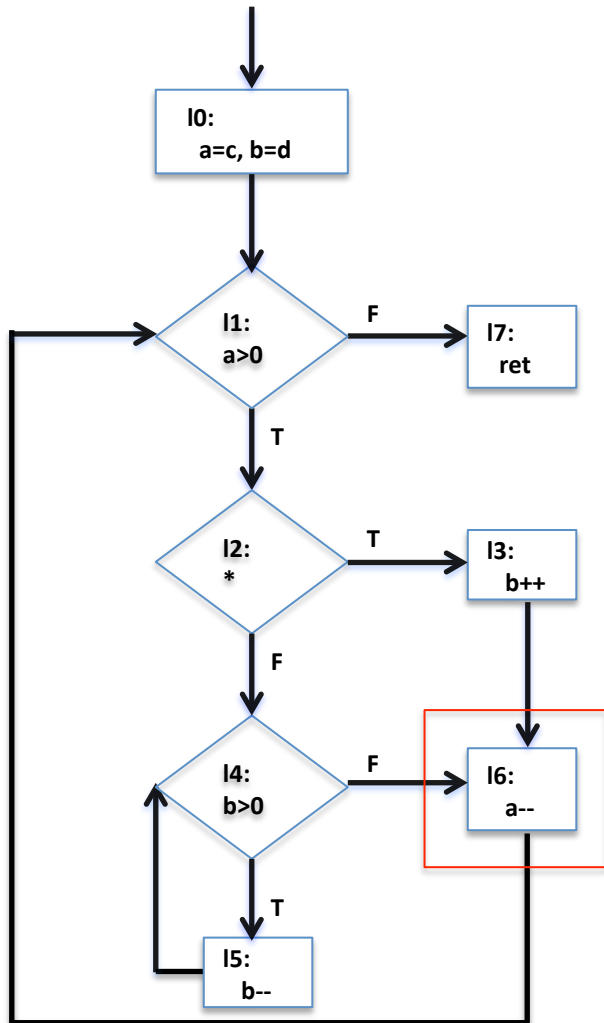 l0:
a=c, b=d
l1:
a>0
F
l7:
ret
T
l2:
*
T
l3:
b++
F
l4:
b>0
F
l6:
a--
T
l5:
b--